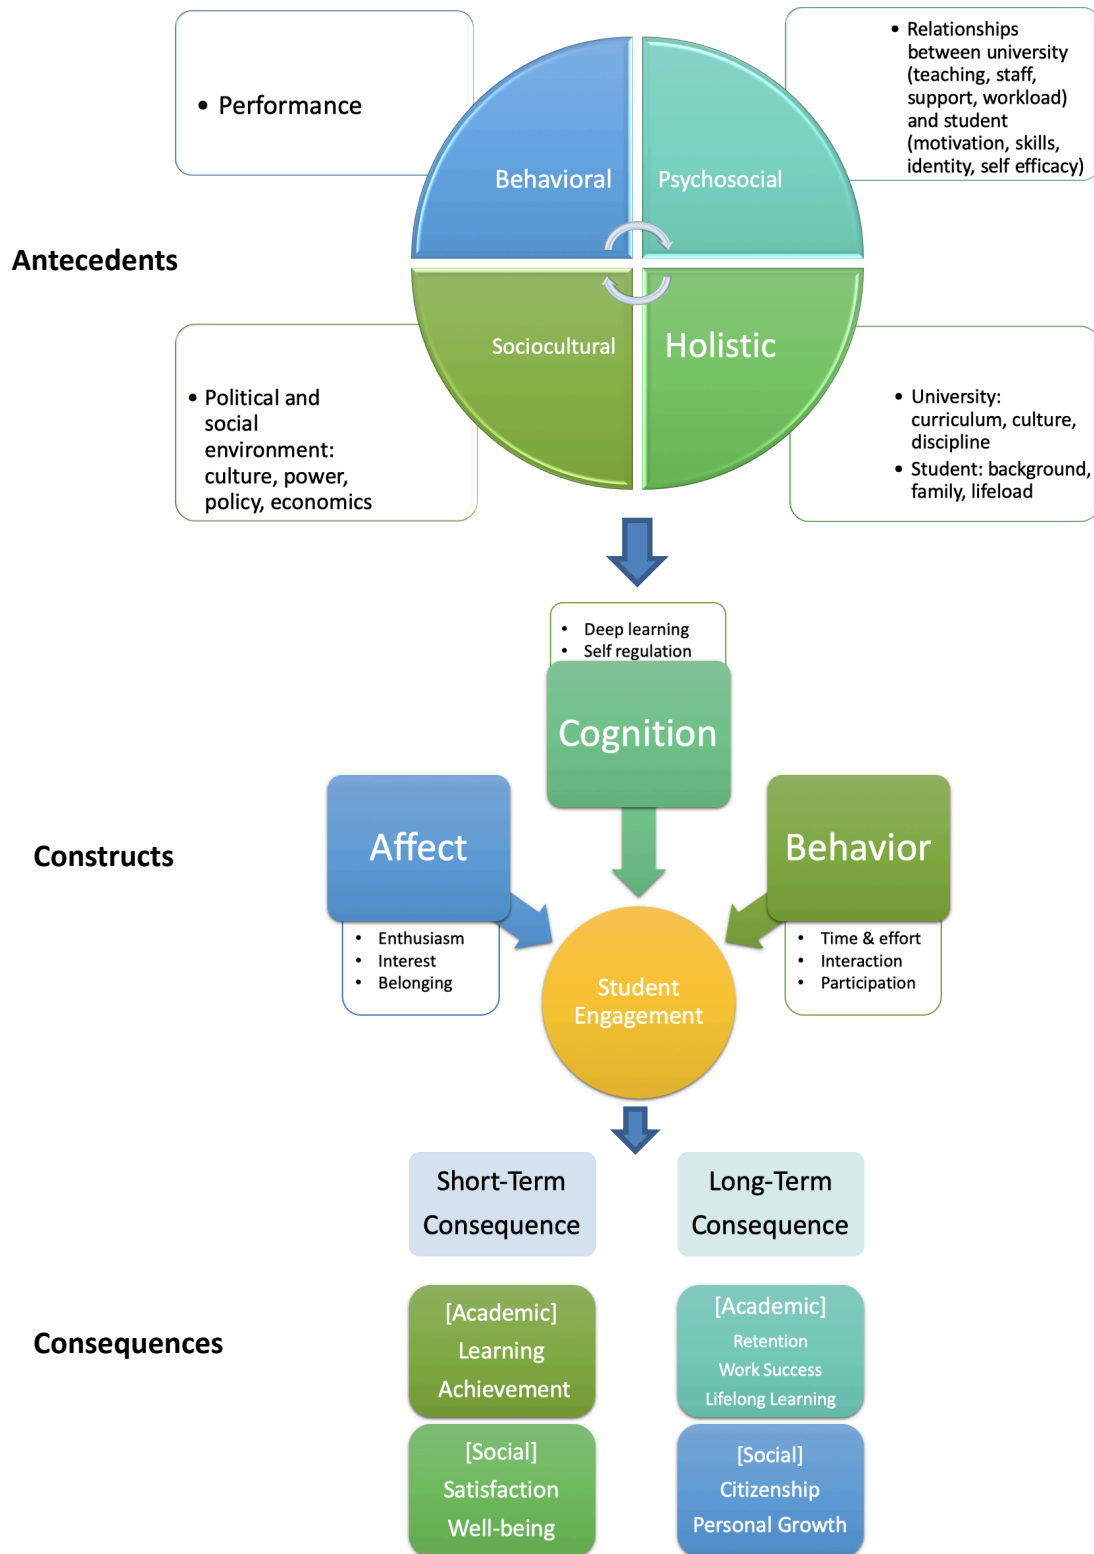 • Performance
• Relationships
between university
(teaching, staff,
support, workload)
and student
(motivation, skills,
identity, self efficacy)
Behavioral
Psychosocial
Antecedents
Sociocultural
Holistic
• Political and
social
environment:
culture, power,
policy, economics
• University:
curriculum, culture,
discipline
• Student: background,
family, lifeload
• Deep learning
• Self regulation
Cognition
Constructs
Affect
Behavior
• Enthusiasm
• Interest
• Belonging
• Time & effort
• Interaction
• Participation
Student
Engagement
Short-Term
Consequence
Long-Term
Consequence
Consequences
[Academic]
Learning
Achievement
[Academic]
Retention
Work Success
Lifelong Learning
[Social]
Satisfaction
Well-being
[Social]
Citizenship
Personal Growth